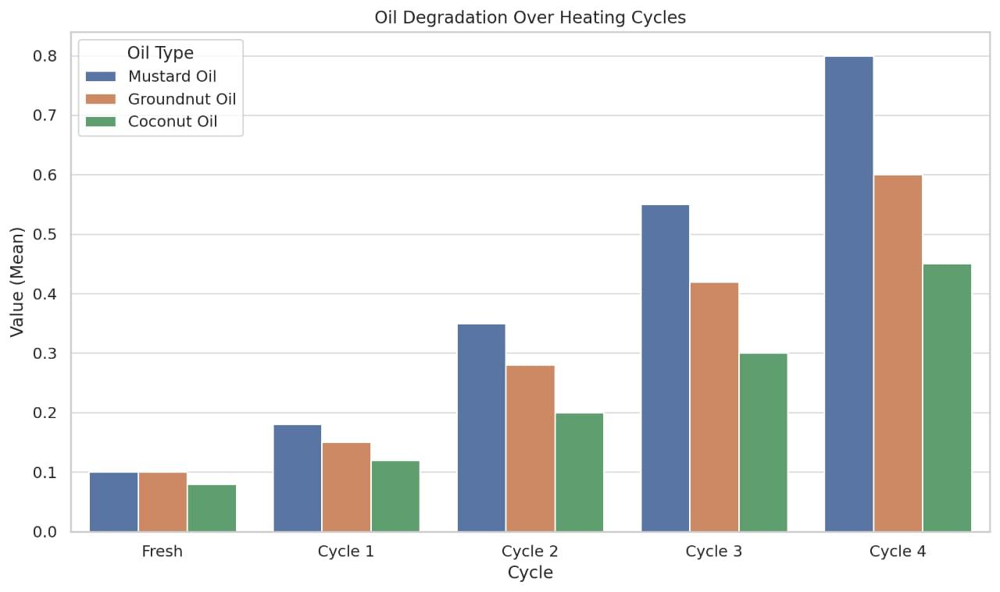 Oil Degradation Over Heating Cycles
Oil Type
Mustard Oil
Groundnut Oil
Coconut Oil
Value (Mean)
0.8
0.7
0.6
0.5
0.4
0.3
0.2
0.1
0.0
Fresh
Cycle 1
Cycle 2
Cycle 3
Cycle 4
Cycle